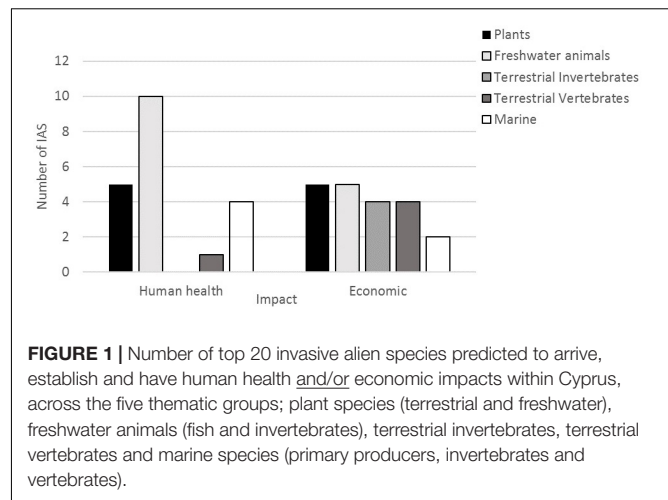 Plants
Freshwater animals
Terrestrial Invertebrates
Terrestrial Vertebrates
Marine
12
10
8
6
4
2
0
Number of IAS
Human health
Economic
Impact
FIGURE 1 | Number of top 20 invasive alien species predicted to arrive,
establish and have human health and/or economic impacts within Cyprus,
across the five thematic groups; plant species (terrestrial and freshwater),
freshwater animals (fish and invertebrates), terrestrial invertebrates, terrestrial
vertebrates and marine species (primary producers, invertebrates and
vertebrates).